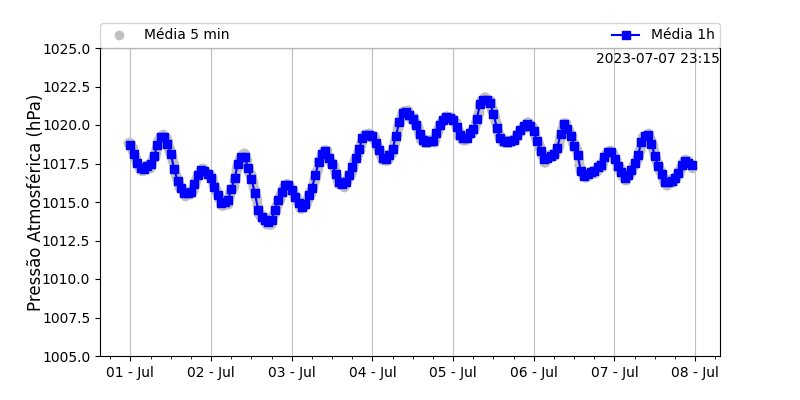 Média 5 min
Média 1h
2023-07-07 23:15
Pressão Atmosférica (hPa)
1025.0
1022.5
1020.0
1017.5
1015.0
1012.5
1010.0
1007.5
1005.0
01 - Jul
02 - Jul
03 - Jul
04 - Jul
05 - Jul
06 - Jul
07 - Jul
08 - Jul